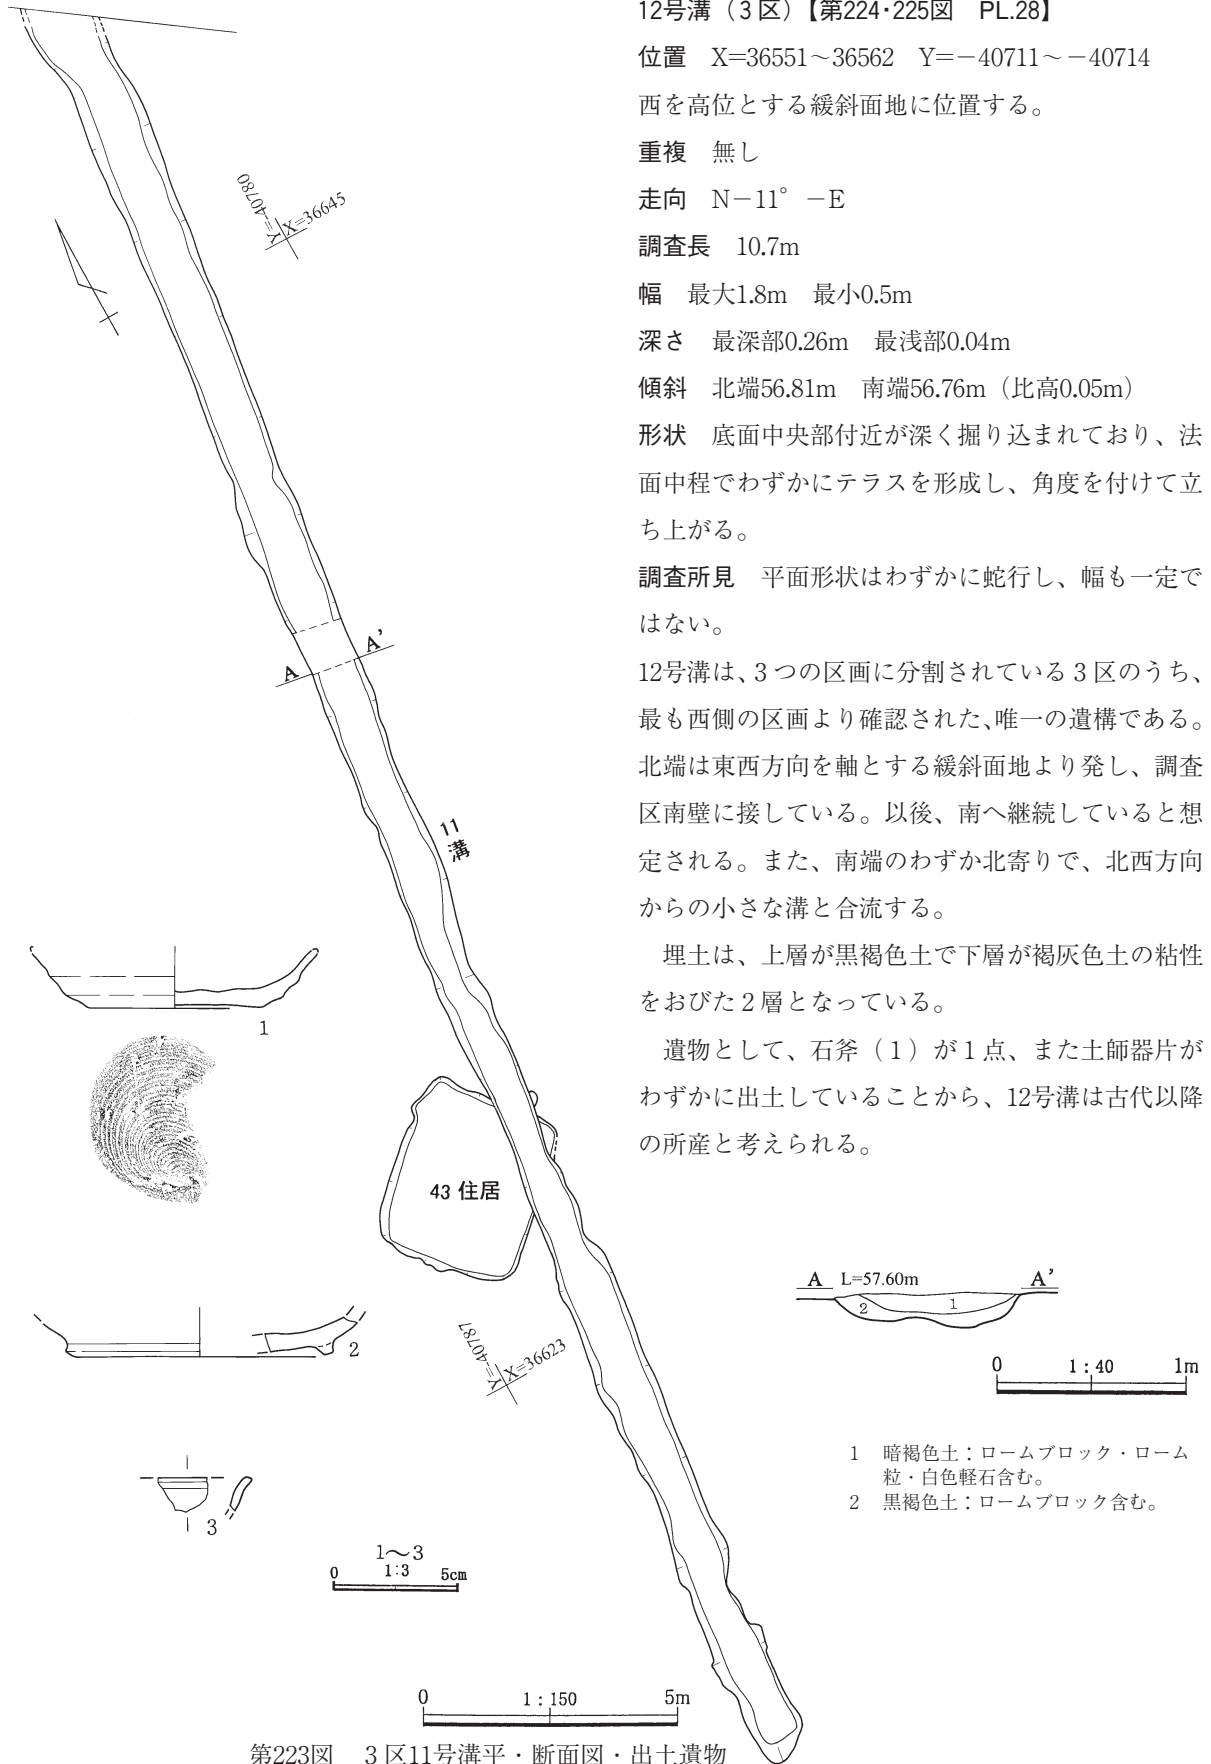 12号溝（３区）【第224･225図　PL.28】
位置　X=36551～36562　Y=－40711～－40714
西を高位とする緩斜面地に位置する。
重複　無し
走向　N－11°－E
調査長　10.7m
幅　最大1.8m　最小0.5m
深さ　最深部0.26m　最浅部0.04m
傾斜　北端56.81m　南端56.76m（比高0.05m）
形状　底面中央部付近が深く掘り込まれており、法
面中程でわずかにテラスを形成し、角度を付けて立
ち上がる。
調査所見　平面形状はわずかに蛇行し、幅も一定で
はない。
12号溝は、３つの区画に分割されている３区のうち、
最も西側の区画より確認された、唯一の遺構である。
北端は東西方向を軸とする緩斜面地より発し、調査
区南壁に接している。以後、南へ継続していると想
定される。また、南端のわずか北寄りで、北西方向
からの小さな溝と合流する。
　埋土は、上層が黒褐色土で下層が褐灰色土の粘性
をおびた２層となっている。
　遺物として、石斧（１）が１点、また土師器片が
わずかに出土していることから、12号溝は古代以降
の所産と考えられる。
Y=-40780
X=36645
A
A’
11
溝
1
43 住居
Y=-40787
X=36623
2
3
1～3
0　1:3　5cm
0　1：150　5m
A　L=57.60m　A’
2　1
0　1：40　1m
1　暗褐色土：ロームブロック・ローム
粒・白色軽石含む。
2　黒褐色土：ロームブロック含む。
第223図　３区11号溝平・断面図・出土遺物